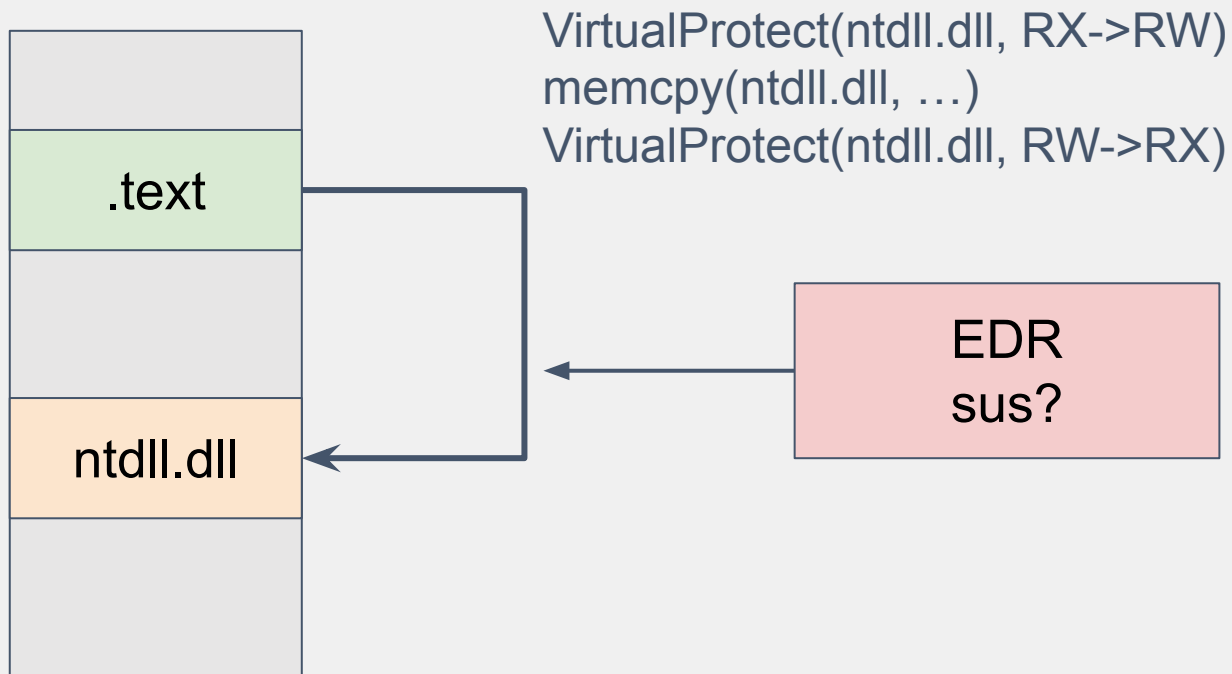 VirtualProtect(ntdll.dll, RX->RW)
memcpy(ntdll.dll, …)
VirtualProtect(ntdll.dll, RW->RX)
.text
EDR
sus?
ntdll.dll